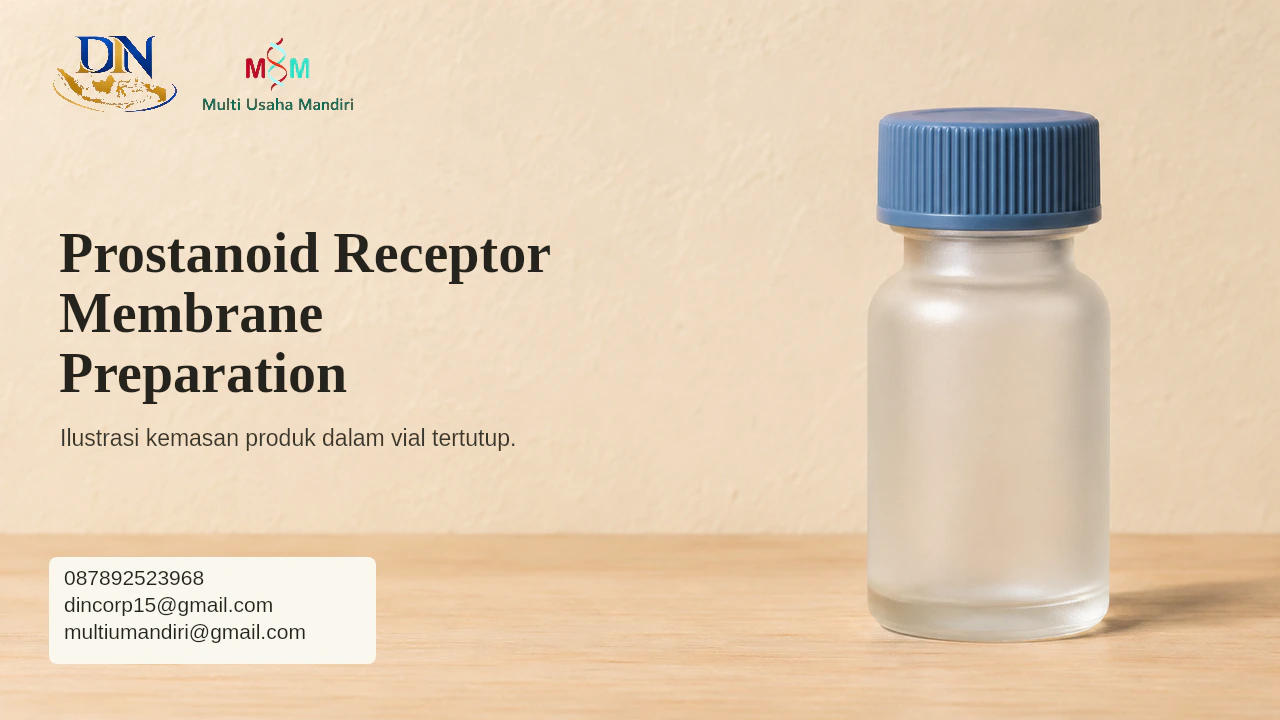 DIN
MSM
Multi Usaha Mandiri
Prostanoid Receptor
Membrane
Preparation
Ilustrasi kemasan produk dalam vial tertutup.
087892523968
dincorp15@gmail.com
multiumandiri@gmail.com